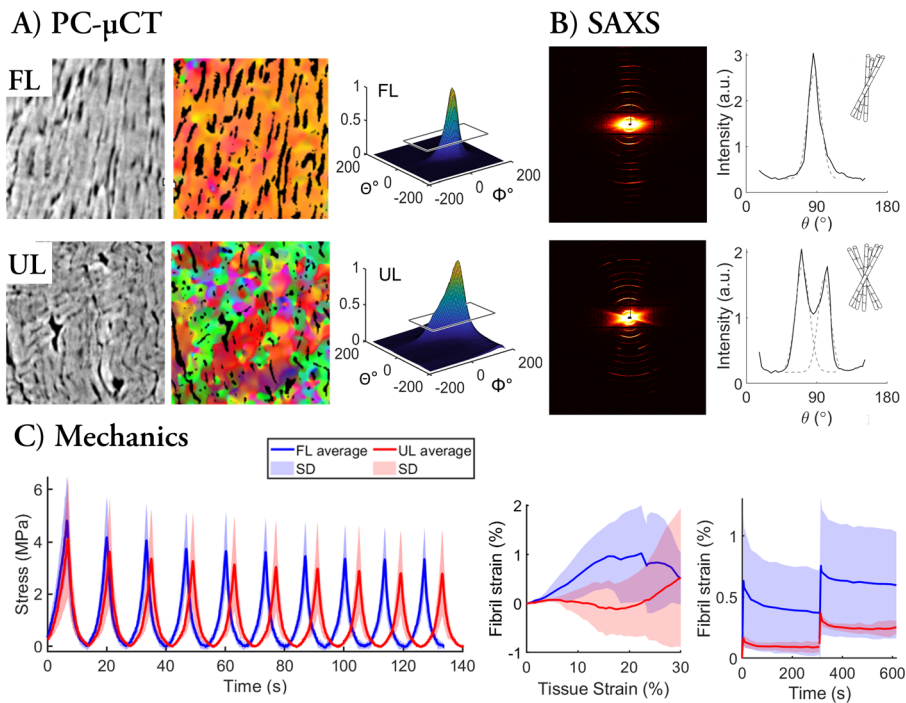 A) PC-μCT
FL
FL
1
0.5
0
200
0
-200
Θ°
-200
0
200
Φ°
UL
UL
1
0.5
0
200
0
-200
Θ°
-200
0
200
Φ°
B) SAXS
Intensity (a.u.)
3
2
1
0
0
90
180
θ (°)
Intensity (a.u.)
3
2
1
0
0
90
180
θ (°)
C) Mechanics
FL average
UL average
SD
SD
Stress (MPa)
6
4
2
0
0 20 40 60 80 100 120 140
Time (s)
Fibril strain (%)
2
1
0
-1
0 10 20 30
Tissue Strain (%)
Fibril strain (%)
1
0.5
0
0 200 400 600
Time (s)